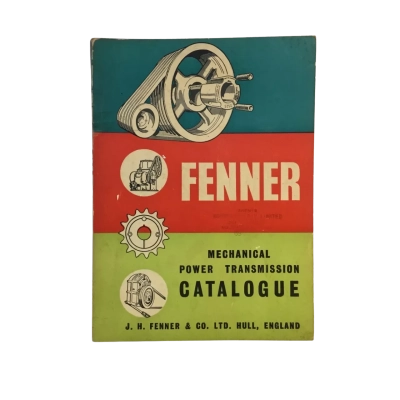 FENNER
MECHANICAL
POWER TRANSMISSION
CATALOGUE
J. H. FENNER & CO. LTD. HULL, ENGLAND